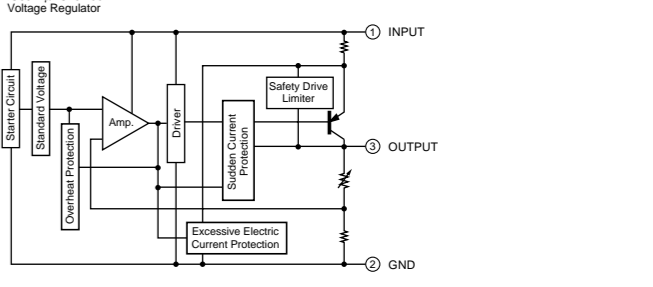 Voltage Regulator
1 INPUT
Safety Drive
Limiter
Starter Circuit
Standard Voltage
Amp.
Driver
Sudden Current
Protection
Overheat Protection
3 OUTPUT
Excessive Electric
Current Protection
2 GND